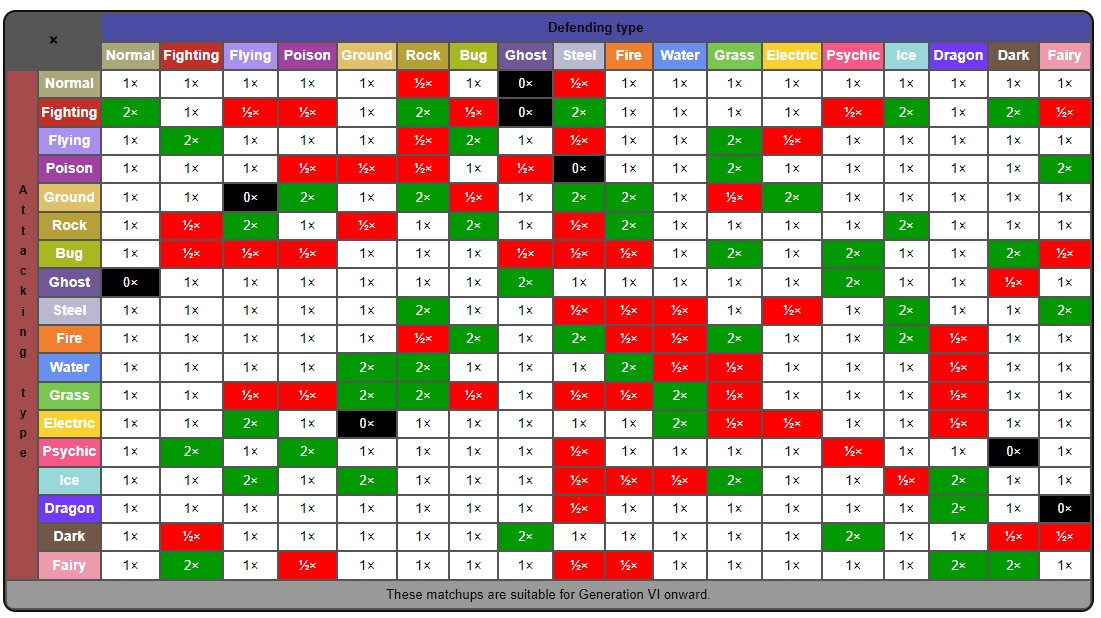 ×
Defending type
Normal Fighting Flying Poison Ground Rock Bug Ghost Steel Fire Water Grass Electric Psychic Ice Dragon Dark Fairy
Attacking type
Normal 1× 1× 1× 1× 1× ½× 1× 0× ½× 1× 1× 1× 1× 1× 1× 1× 1× 1×
Fighting 2× 1× ½× ½× 1× 2× ½× 0× 2× 1× 1× 1× 1× ½× 2× 1× 2× ½×
Flying 1× 2× 1× 1× 1× ½× 2× 1× ½× 1× 1× 2× ½× 1× 1× 1× 1× 1×
Poison 1× 1× 1× ½× ½× ½× 1× ½× 0× 1× 1× 2× 1× 1× 1× 1× 1× 2×
Ground 1× 1× 0× 2× 1× 2× ½× 1× 2× 2× 1× ½× 2× 1× 1× 1× 1× 1×
Rock 1× ½× 2× 1× ½× 1× 2× 1× ½× 2× 1× 1× 1× 1× 2× 1× 1× 1×
Bug 1× ½× ½× ½× 1× 1× 1× ½× ½× ½× 1× 2× 1× 2× 1× 1× 2× ½×
Ghost 0× 1× 1× 1× 1× 1× 1× 2× 1× 1× 1× 1× 1× 2× 1× 1× ½× 1×
Steel 1× 1× 1× 1× 1× 2× 1× 1× ½× ½× ½× 1× ½× 1× 2× 1× 1× 2×
Fire 1× 1× 1× 1× 1× ½× 2× 1× 2× ½× ½× 2× 1× 1× 2× ½× 1× 1×
Water 1× 1× 1× 1× 2× 2× 1× 1× 1× 2× ½× ½× 1× 1× 1× ½× 1× 1×
Grass 1× 1× ½× ½× 2× 2× ½× 1× ½× ½× 2× ½× 1× 1× 1× ½× 1× 1×
Electric 1× 1× 2× 1× 0× 1× 1× 1× 1× 1× 2× ½× ½× 1× 1× ½× 1× 1×
Psychic 1× 2× 1× 2× 1× 1× 1× 1× ½× 1× 1× 1× 1× ½× 1× 1× 0× 1×
Ice 1× 1× 2× 1× 2× 1× 1× 1× ½× ½× ½× 2× 1× 1× ½× 2× 1× 1×
Dragon 1× 1× 1× 1× 1× 1× 1× 1× ½× 1× 1× 1× 1× 1× 1× 2× 1× 0×
Dark 1× ½× 1× 1× 1× 1× 1× 2× 1× 1× 1× 1× 1× 2× 1× 1× ½× ½×
Fairy 1× 2× 1× ½× 1× 1× 1× 1× ½× ½× 1× 1× 1× 1× 1× 2× 2× 1×
These matchups are suitable for Generation VI onward.